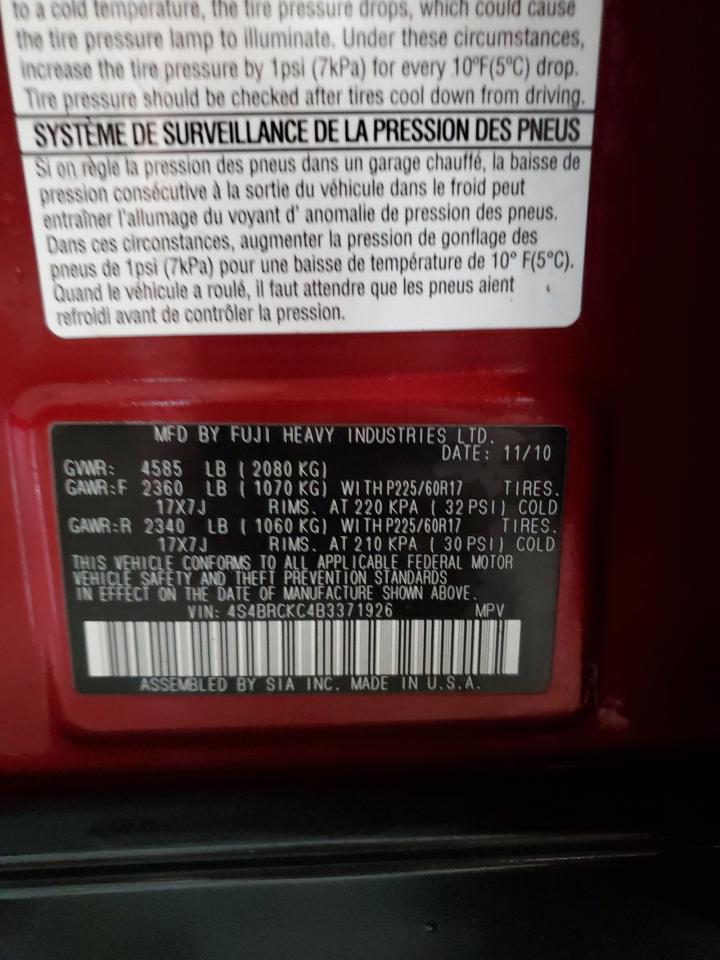 to a cold temperature, the tire pressure drops, which could cause
the tire pressure lamp to illuminate. Under these circumstances,
increase the tire pressure by 1psi (7kPa) for every 10°F(5°C) drop.
Tire pressure should be checked after tires cool down from driving.
SYSTÈME DE SURVEILLANCE DE LA PRESSION DES PNEUS
Si on règle la pression des pneus dans un garage chauffé, la baisse de
pression consécutive à la sortie du véhicule dans le froid peut
entraîner l'allumage du voyant d' anomalie de pression des pneus.
Dans ces circonstances, augmenter la pression de gonflage des
pneus de 1psi (7kPa) pour une baisse de température de 10° F(5°C).
Quand le véhicule a roulé, il faut attendre que les pneus aient
refroidi avant de contrôler la pression.
MFD BY FUJI HEAVY INDUSTRIES LTD.
DATE: 11/10
GVWR: 4585 LB ( 2080 KG)
GAWR:F 2360 LB ( 1070 KG) WITH P225/60R17 TIRES.
17X7J RIMS. AT 220 KPA ( 32 PSI) COLD
GAWR:R 2340 LB ( 1060 KG) WITH P225/60R17 TIRES.
17X7J RIMS. AT 210 KPA ( 30 PSI) COLD
THIS VEHICLE CONFORMS TO ALL APPLICABLE FEDERAL MOTOR
VEHICLE SAFETY AND THEFT PREVENTION STANDARDS
IN EFFECT ON THE DATE OF MANUFACTURE SHOWN ABOVE.
VIN: 4S4BRCKC4B3371926 MPV
ASSEMBLED BY SIA INC. MADE IN U.S.A.